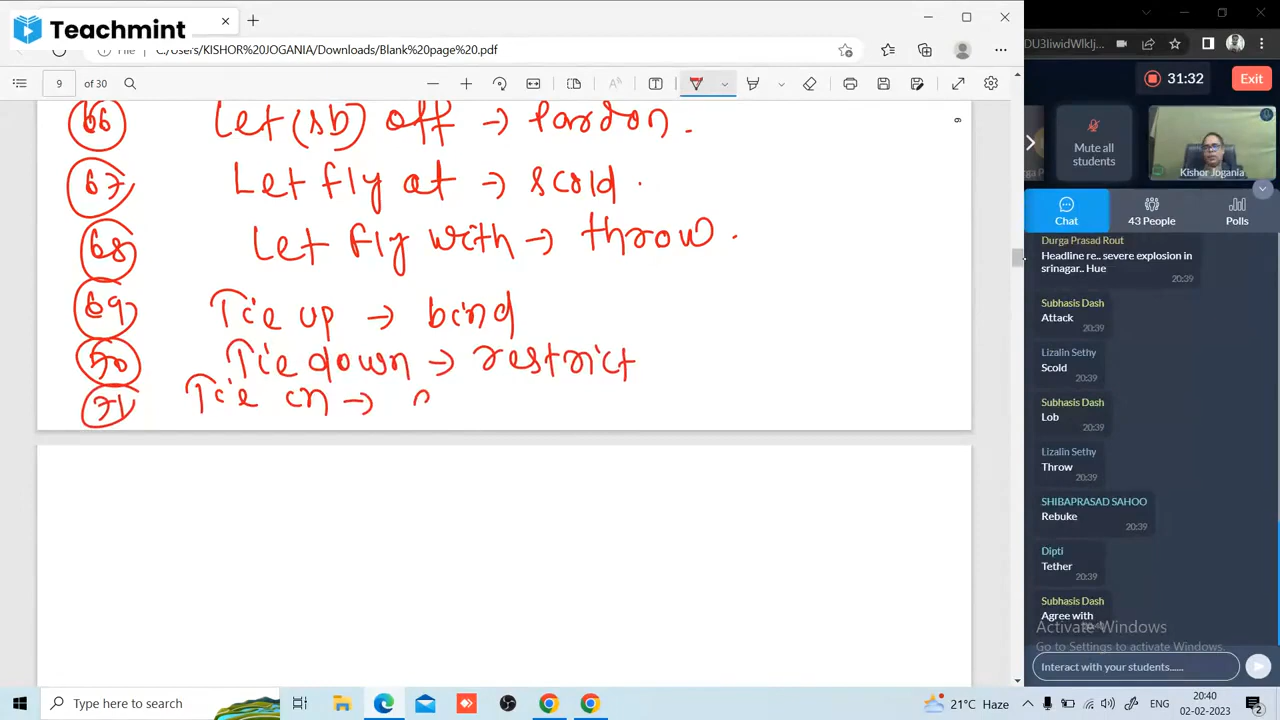 Teachmint
File
C:/Users/KISHOR%20JOGANIA/Downloads/Blank%20page%20.pdf
9 of 30
DU3IiwidWlkIj...
31:32
Exit
66 Let (sb) off → Pardon.
67 Let fly at → scold.
68 Let fly with → throw.
69 Tie up → bind
70 Tie down → restrict
71 Tie in →
9
Mute all
students
Kishor Jogania
Chat
43 People
Polls
Durga Prasad Rout
Headline re.. severe explosion in
srinagar.. Hue
20:39
Subhasis Dash
Attack
20:39
Lizalin Sethy
Scold
20:39
Subhasis Dash
Lob
20:39
Lizalin Sethy
Throw
20:39
SHIBAPRASAD SAHOO
Rebuke
20:39
Dipti
Tether
20:39
Subhasis Dash
Agree with
Activate Windows
Go to Settings to activate Windows.
Interact with your students......
Type here to search
21°C Haze
ENG
20:40
02-02-2023
2